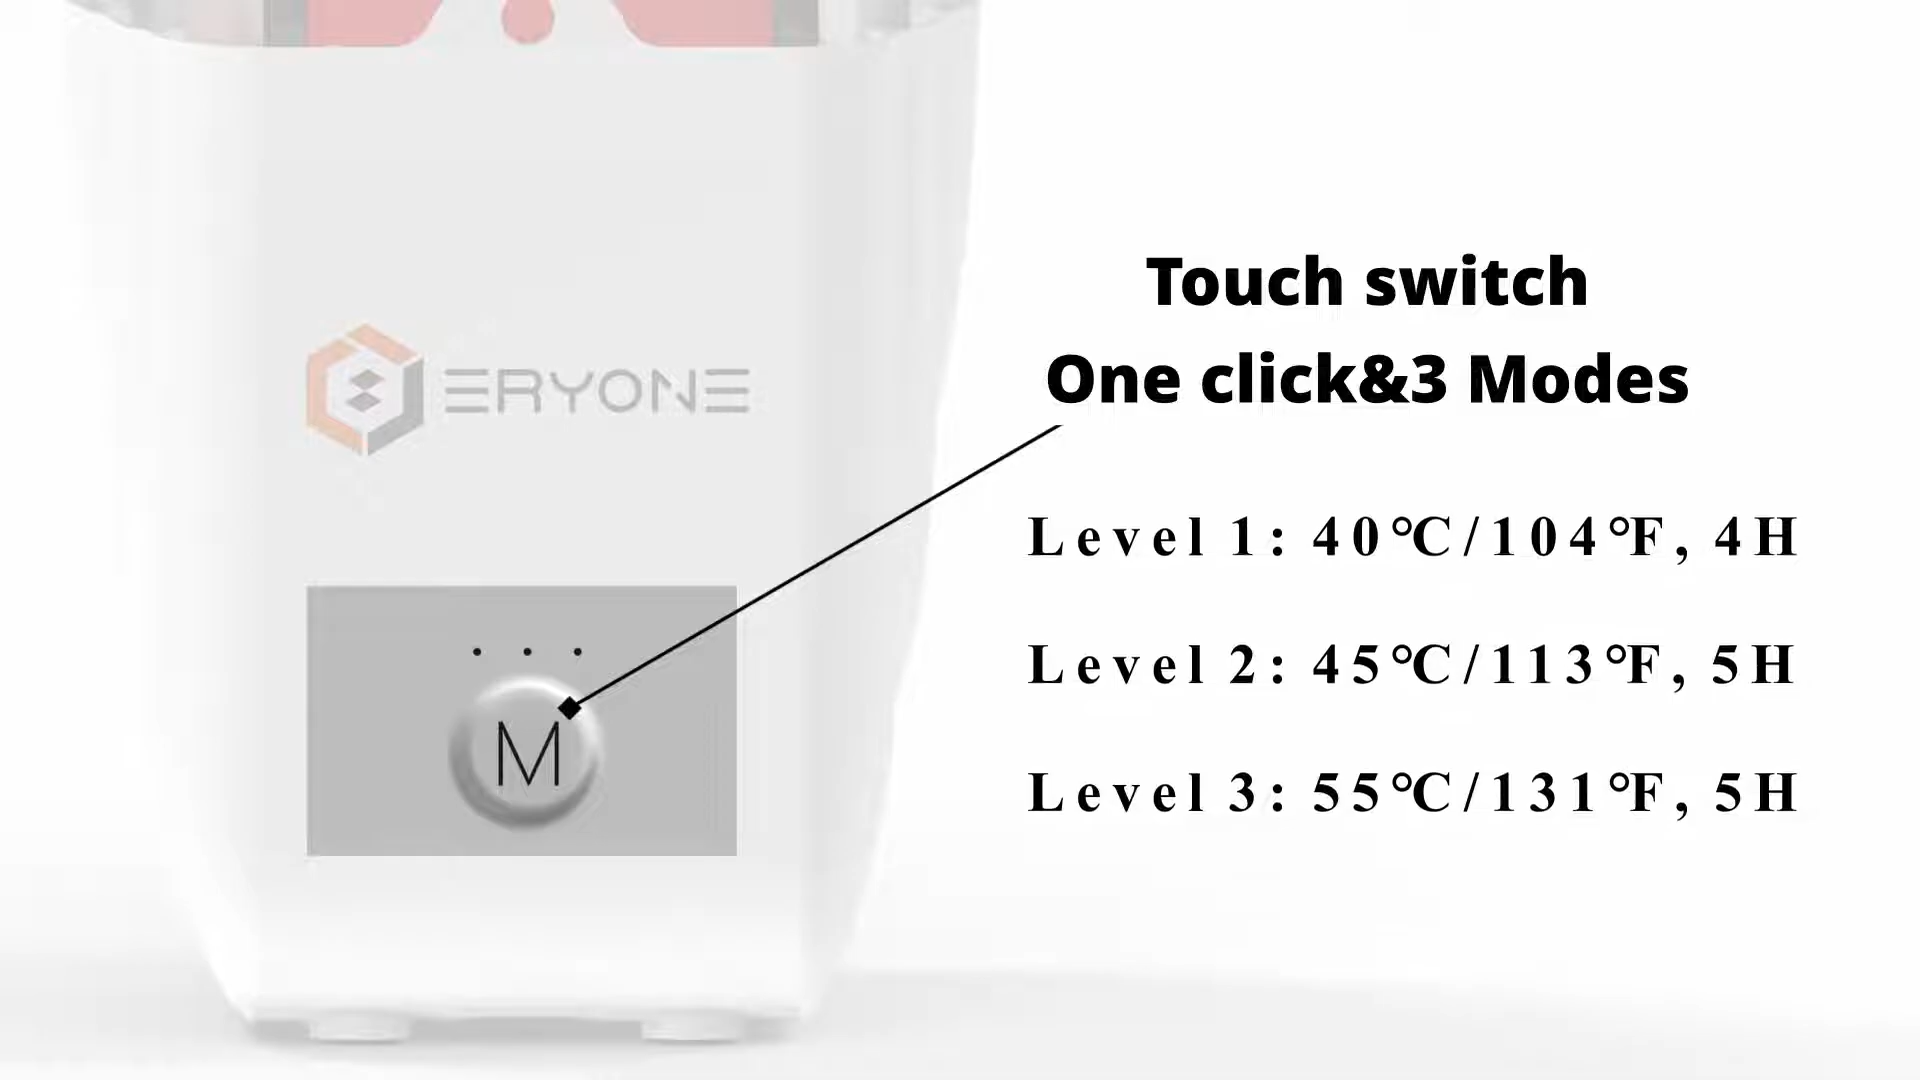 ERYONE
M
Touch switch
One click&3 Modes
Level 1: 40℃/104℉, 4H
Level 2: 45℃/113℉, 5H
Level 3: 55℃/131℉, 5H